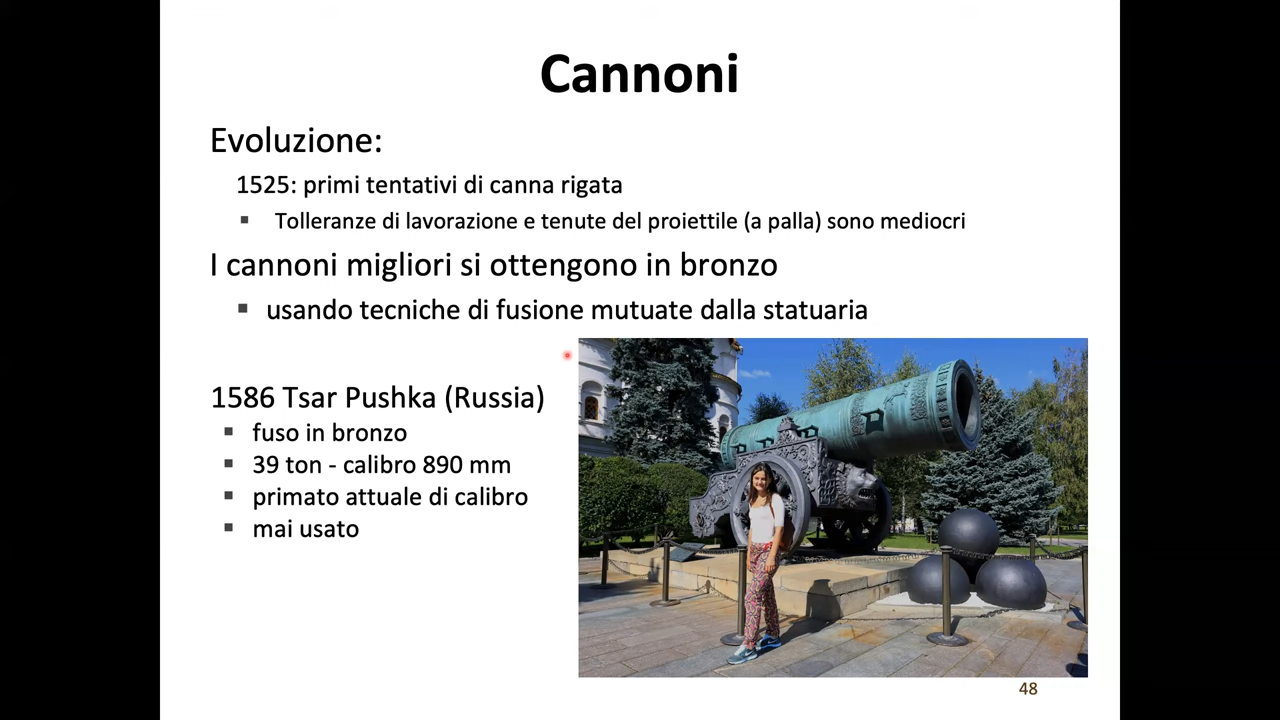 Cannoni
Evoluzione:
1525: primi tentativi di canna rigata
▪ Tolleranze di lavorazione e tenute del proiettile (a palla) sono mediocri
I cannoni migliori si ottengono in bronzo
▪ usando tecniche di fusione mutuate dalla statuaria
1586 Tsar Pushka (Russia)
▪ fuso in bronzo
▪ 39 ton - calibro 890 mm
▪ primato attuale di calibro
▪ mai usato
48